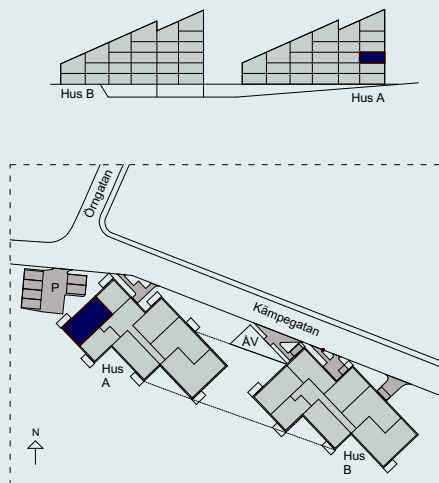 Hus B
Hus A
Örngatan
P
Kämpegatan
ÅV
Hus
A
Hus
B
N